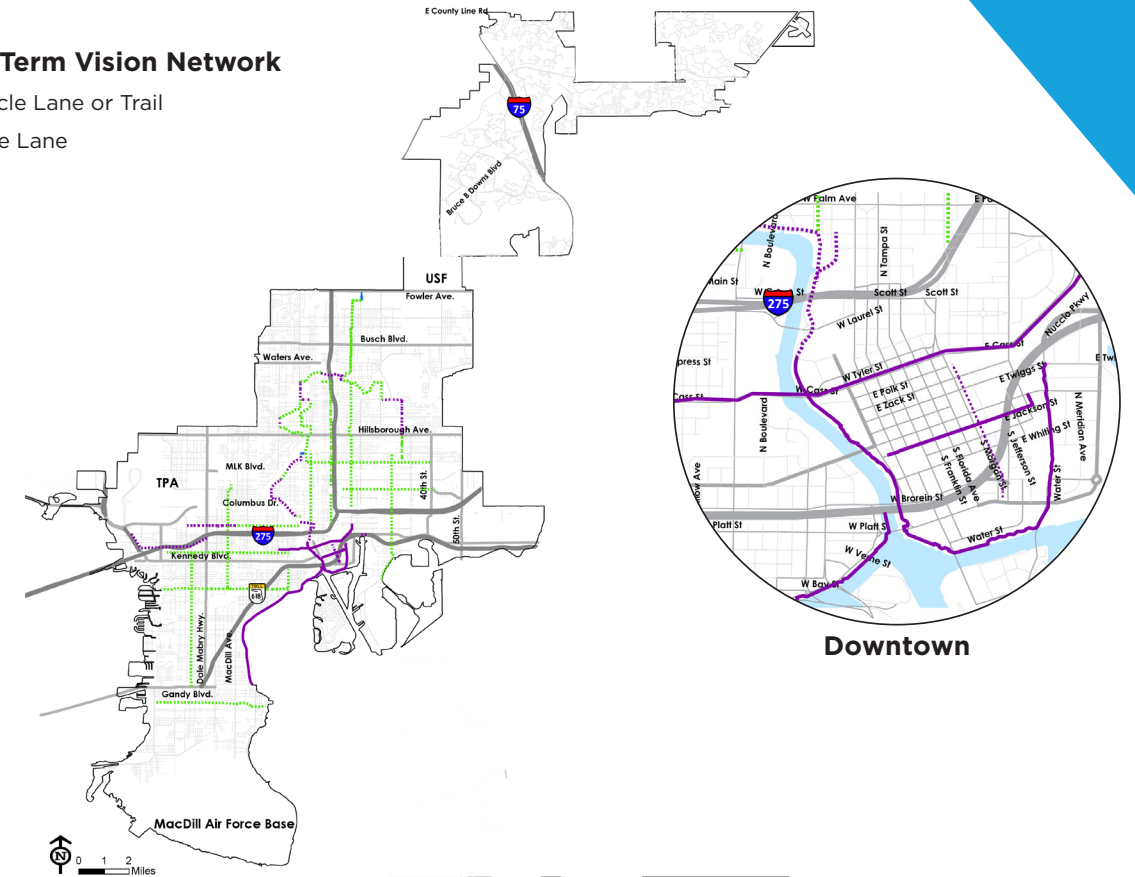 E County Line Rd
Term Vision Network
cle Lane or Trail
e Lane
75
Bruce B Downs Blvd
USF
Fowler Ave.
Busch Blvd.
Waters Ave.
Hillsborough Ave.
MLK Blvd.
TPA
40th St.
Columbus Dr.
50th St.
275
Kennedy Blvd.
TOLL
618
Dale Mabry Hwy.
MacDill Ave.
Gandy Blvd.
MacDill Air Force Base
N
0 1 2
Miles
W Palm Ave
N Boulevard
N Tampa St
Main St
275
Scott St
Scott St
W Laurel St
Nuccio Pkwy
press St
W Tyler St
E Cass St
E Twiggs St
Cass St
W Cass St
E Polk St
E Zack St
N Boulevard
E Jackson St
E Whiting St
N Meridian Ave
S Morgan St
S Jefferson St
S Florida Ave
S Franklin St
Water St
W Brorein St
Platt St
W Platt S
Water St
W Verne St
W Bay St
Downtown